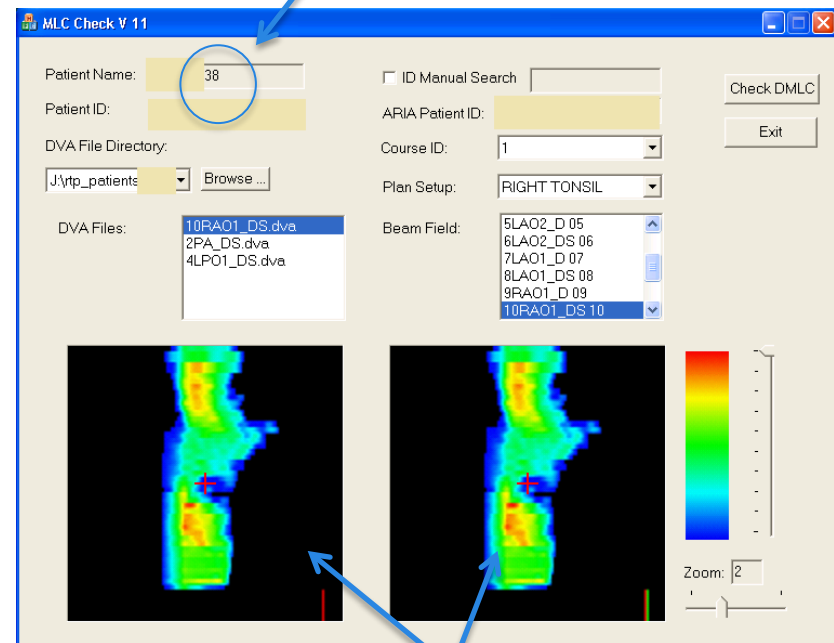 MLC Check V 11
Patient Name: 38
ID Manual Search
Check DMLC
Patient ID:
ARIA Patient ID:
Exit
DVA File Directory:
Course ID: 1
J:\rtp_patients
Browse ...
Plan Setup: RIGHT TONSIL
DVA Files:
10RAO1_DS.dva
2PA_DS.dva
4LPO1_DS.dva
Beam Field:
5LAO2_D 05
6LAO2_DS 06
7LAO1_D 07
8LAO1_DS 08
9RAO1_D 09
10RAO1_DS 10
Zoom: 2